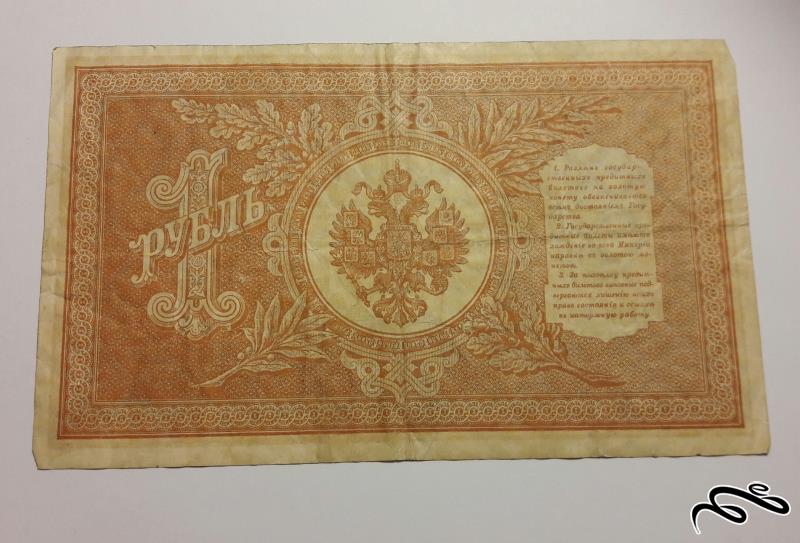 1
РУБЛЬ
1. Размѣнъ государ-
ственныхъ кредитныхъ
билетовъ на золотую
монету обезпечивается
всѣмъ достояніемъ Госу-
дарства.
2. Государственные кре-
дитные билеты имѣютъ
хожденіе во всей Имперіи
наравнѣ съ золотою мо-
нетою.
3. За поддѣлку кредит-
ныхъ билетовъ виновные под-
вергаются лишенію всѣхъ
правъ состоянія и ссылкѣ
въ каторжную работу.